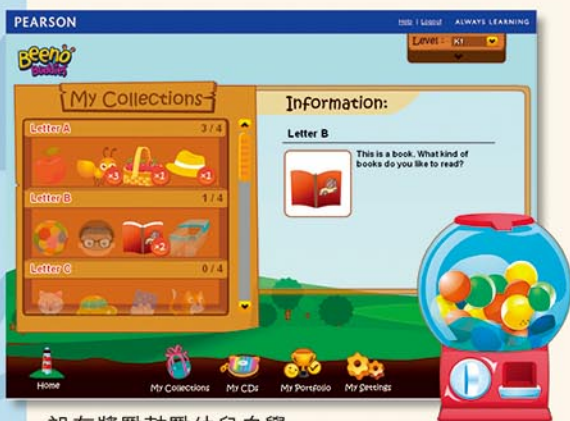 PEARSON
Help | Logout ALWAYS LEARNING
Level : K1
Beeno
Buddies
My Collections
Information:
Letter A 3 / 4
×3 ×1 ×1
Letter B
This is a book. What kind of
books do you like to read?
Letter B 1 / 4
×2
Letter C 0 / 4
Home My Collections My CDs My Portfolio My Settings